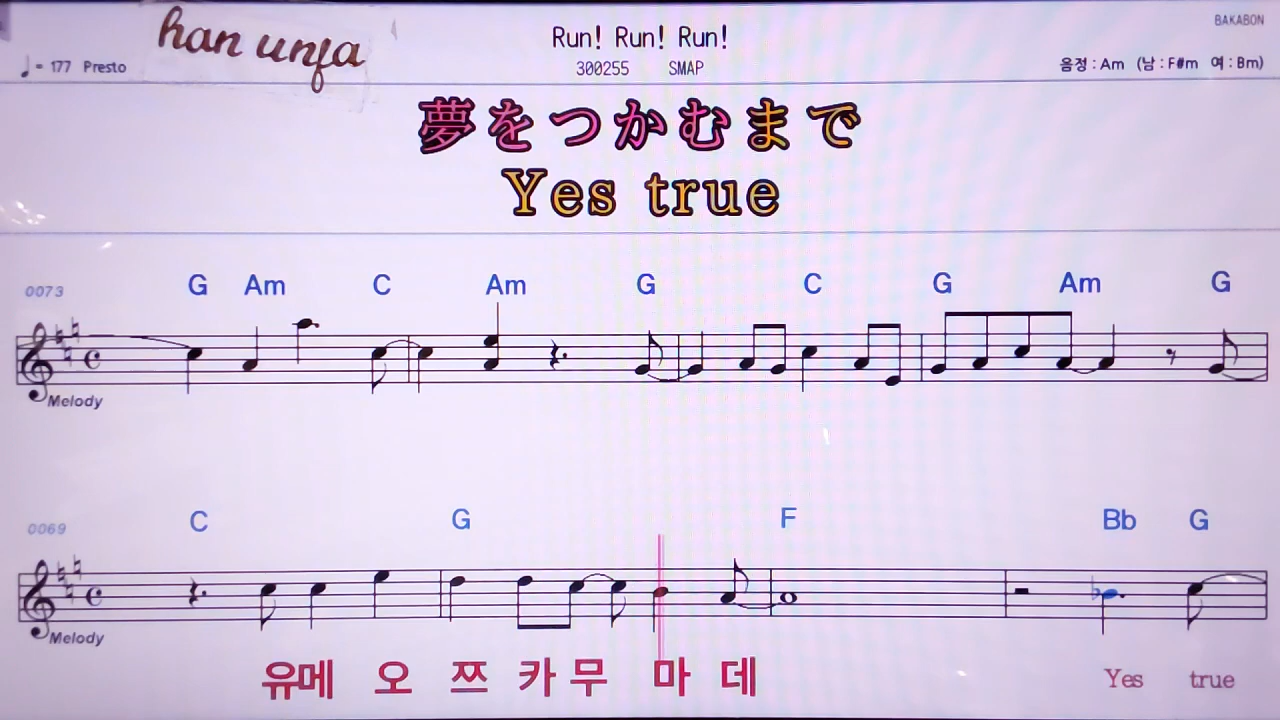 han unfa
Run! Run! Run!
BAKABON
♩= 177 Presto
300255 SMAP
음정 : Am (남 : F#m 여 : Bm)
夢をつかむまで
Yes true
0073 G Am C Am G C G Am G
Melody
0069 C G F Bb G
Melody
유메 오 쯔 카 무 마 데 Yes true